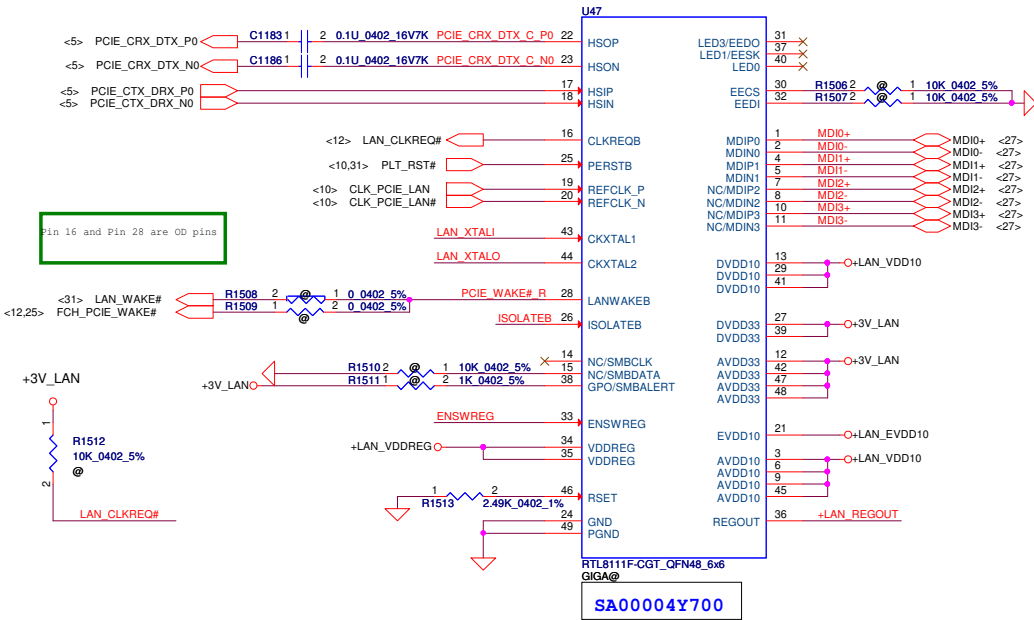 U47
<5> PCIE_CRX_DTX_P0 C1183 1 2 0.1U_0402_16V7K PCIE_CRX_DTX_C_P0 22 HSOP
<5> PCIE_CRX_DTX_N0 C1186 1 2 0.1U_0402_16V7K PCIE_CRX_DTX_C_N0 23 HSON
<5> PCIE_CTX_DRX_P0 17 HSIP
<5> PCIE_CTX_DRX_N0 18 HSIN
<12> LAN_CLKREQ# 16 CLKREQB
<10,31> PLT_RST# 25 PERSTB
<10> CLK_PCIE_LAN 19 REFCLK_P
<10> CLK_PCIE_LAN# 20 REFCLK_N
Pin 16 and Pin 28 are OD pins
LAN_XTALI 43 CKXTAL1
LAN_XTALO 44 CKXTAL2
<31> LAN_WAKE# R1508 2 @ 1 0_0402_5% PCIE_WAKE#_R 28 LANWAKEB
<12,25> FCH_PCIE_WAKE# R1509 1 @ 2 0_0402_5%
ISOLATEB 26 ISOLATEB
14 NC/SMBCLK
R1510 2 @ 1 10K_0402_5% 15 NC/SMBDATA
+3V_LAN R1511 1 @ 2 1K_0402_5% 38 GPO/SMBALERT
ENSWREG 33 ENSWREG
+LAN_VDDREG 34 VDDREG
35 VDDREG
1 R1513 2 2.49K_0402_1% 46 RSET
24 GND
49 PGND
+3V_LAN
1
R1512
10K_0402_5%
@
2
LAN_CLKREQ#
LED3/EEDO 31
LED1/EESK 37
LED0 40
EECS 30 R1506 2 @ 1 10K_0402_5%
EEDI 32 R1507 2 @ 1 10K_0402_5%
MDIP0 1 MDI0+ MDI0+ <27>
MDIN0 2 MDI0- MDI0- <27>
MDIP1 4 MDI1+ MDI1+ <27>
MDIN1 5 MDI1- MDI1- <27>
NC/MDIP2 7 MDI2+ MDI2+ <27>
NC/MDIN2 8 MDI2- MDI2- <27>
NC/MDIP3 10 MDI3+ MDI3+ <27>
NC/MDIN3 11 MDI3- MDI3- <27>
DVDD10 13 +LAN_VDD10
DVDD10 29
DVDD10 41
DVDD33 27 +3V_LAN
DVDD33 39
AVDD33 12 +3V_LAN
AVDD33 42
AVDD33 47
AVDD33 48
EVDD10 21 +LAN_EVDD10
AVDD10 3 +LAN_VDD10
AVDD10 6
AVDD10 9
AVDD10 45
REGOUT 36 +LAN_REGOUT
RTL8111F-CGT_QFN48_6x6
GIGA@
SA00004Y700